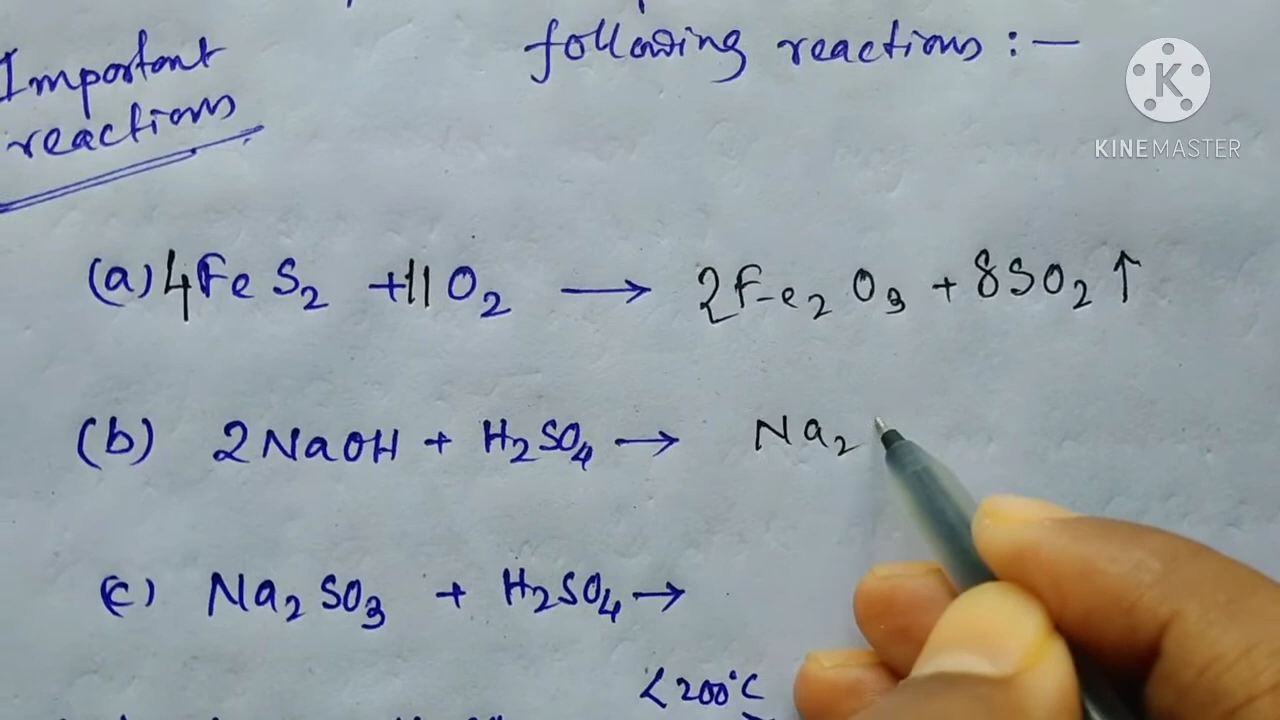 following reactions :—
Important
reactions
K
KINEMASTER
(a) 4FeS₂ + 11O₂ → 2Fe₂O₃ + 8SO₂↑
(b) 2NaOH + H₂SO₄ → Na₂
(c) Na₂SO₃ + H₂SO₄ →
<200°C